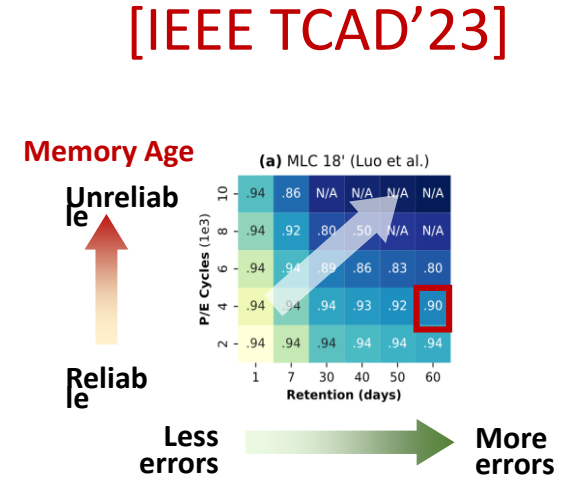 [IEEE TCAD'23]
Memory Age
Unreliab
le
Reliab
le
(a) MLC 18' (Luo et al.)
P/E Cycles (1e3)
10 .94 .86 N/A N/A N/A N/A
8 .94 .92 .80 .50 N/A N/A
6 .94 .94 .89 .86 .83 .80
4 .94 .94 .94 .93 .92 .90
2 .94 .94 .94 .94 .94 .94
1 7 30 40 50 60
Retention (days)
Less
errors
More
errors